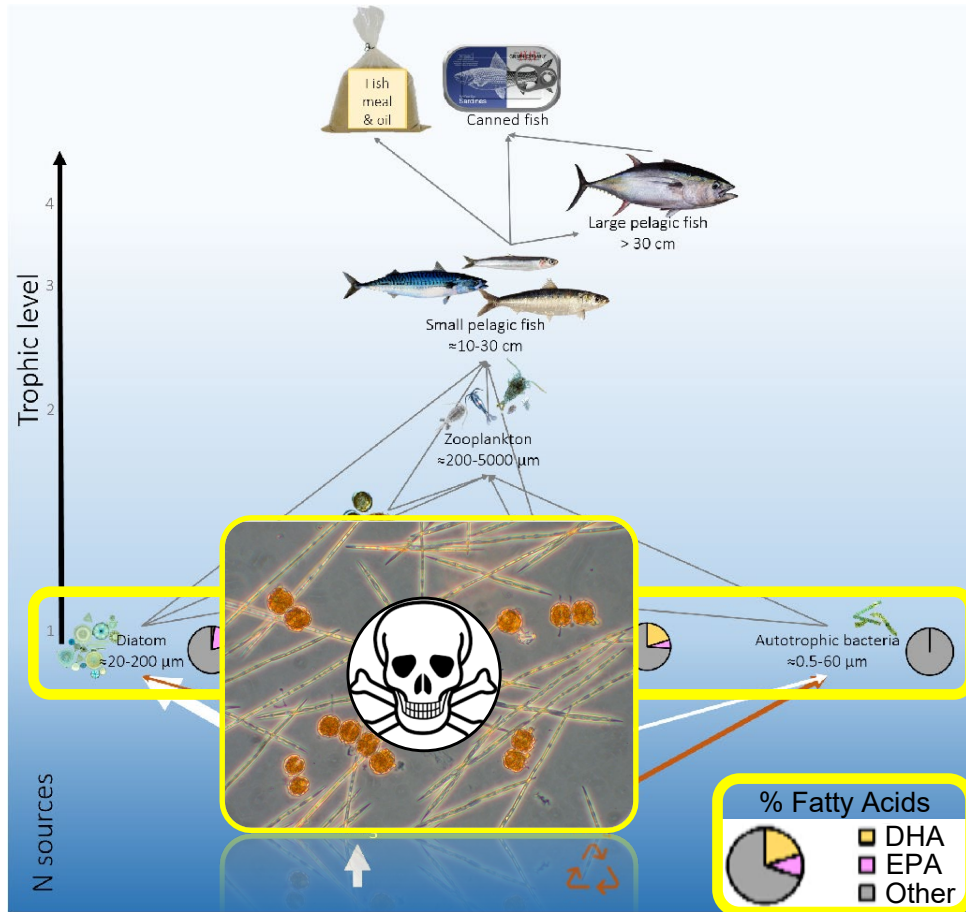 Fish
meal
& oil
Sardines
Canned fish
Large pelagic fish
> 30 cm
4
3
2
1
Trophic level
Small pelagic fish
≈10-30 cm
Zooplankton
≈200-5000 µm
Diatom
≈20-200 µm
Autotrophic bacteria
≈0.5-60 µm
N sources
% Fatty Acids
DHA
EPA
Other